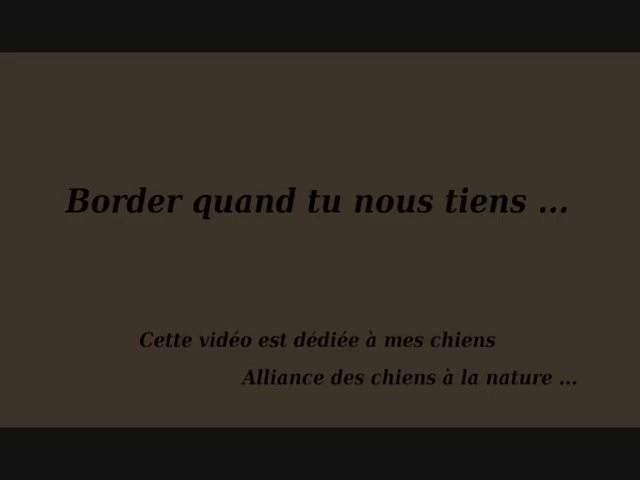 Border quand tu nous tiens ...
Cette vidéo est dédiée à mes chiens
Alliance des chiens à la nature ...